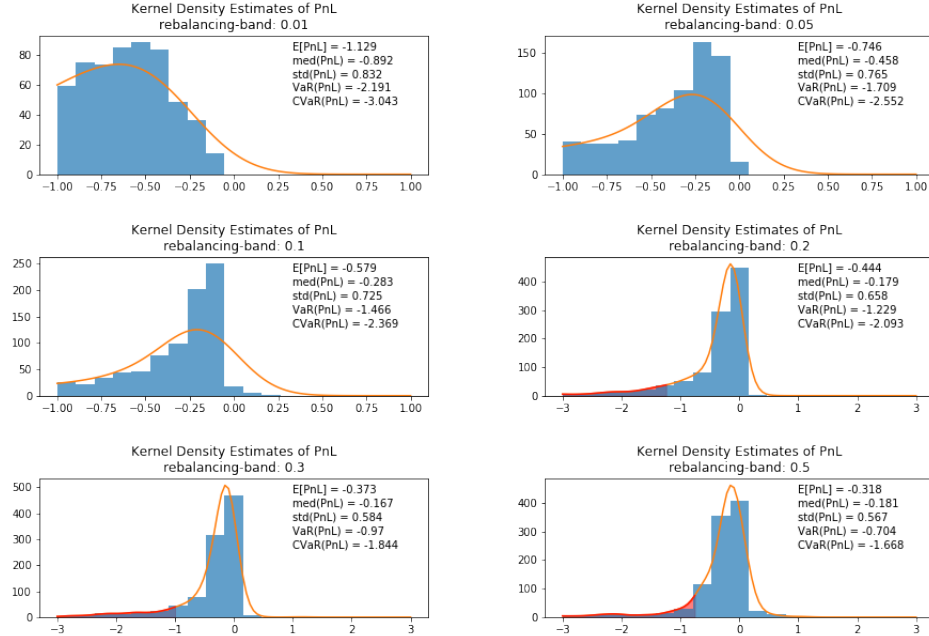 Kernel Density Estimates of PnL
rebalancing-band: 0.01
E[PnL] = -1.129
med(PnL) = -0.892
std(PnL) = 0.832
VaR(PnL) = -2.191
CVaR(PnL) = -3.043
80
60
40
20
0
−1.00 −0.75 −0.50 −0.25 0.00 0.25 0.50 0.75 1.00
Kernel Density Estimates of PnL
rebalancing-band: 0.05
E[PnL] = -0.746
med(PnL) = -0.458
std(PnL) = 0.765
VaR(PnL) = -1.709
CVaR(PnL) = -2.552
150
100
50
0
−1.00 −0.75 −0.50 −0.25 0.00 0.25 0.50 0.75 1.00
Kernel Density Estimates of PnL
rebalancing-band: 0.1
E[PnL] = -0.579
med(PnL) = -0.283
std(PnL) = 0.725
VaR(PnL) = -1.466
CVaR(PnL) = -2.369
250
200
150
100
50
0
−1.00 −0.75 −0.50 −0.25 0.00 0.25 0.50 0.75 1.00
Kernel Density Estimates of PnL
rebalancing-band: 0.2
E[PnL] = -0.444
med(PnL) = -0.179
std(PnL) = 0.658
VaR(PnL) = -1.229
CVaR(PnL) = -2.093
400
300
200
100
0
−3 −2 −1 0 1 2 3
Kernel Density Estimates of PnL
rebalancing-band: 0.3
E[PnL] = -0.373
med(PnL) = -0.167
std(PnL) = 0.584
VaR(PnL) = -0.97
CVaR(PnL) = -1.844
500
400
300
200
100
0
−3 −2 −1 0 1 2 3
Kernel Density Estimates of PnL
rebalancing-band: 0.5
E[PnL] = -0.318
med(PnL) = -0.181
std(PnL) = 0.567
VaR(PnL) = -0.704
CVaR(PnL) = -1.668
400
300
200
100
0
−3 −2 −1 0 1 2 3